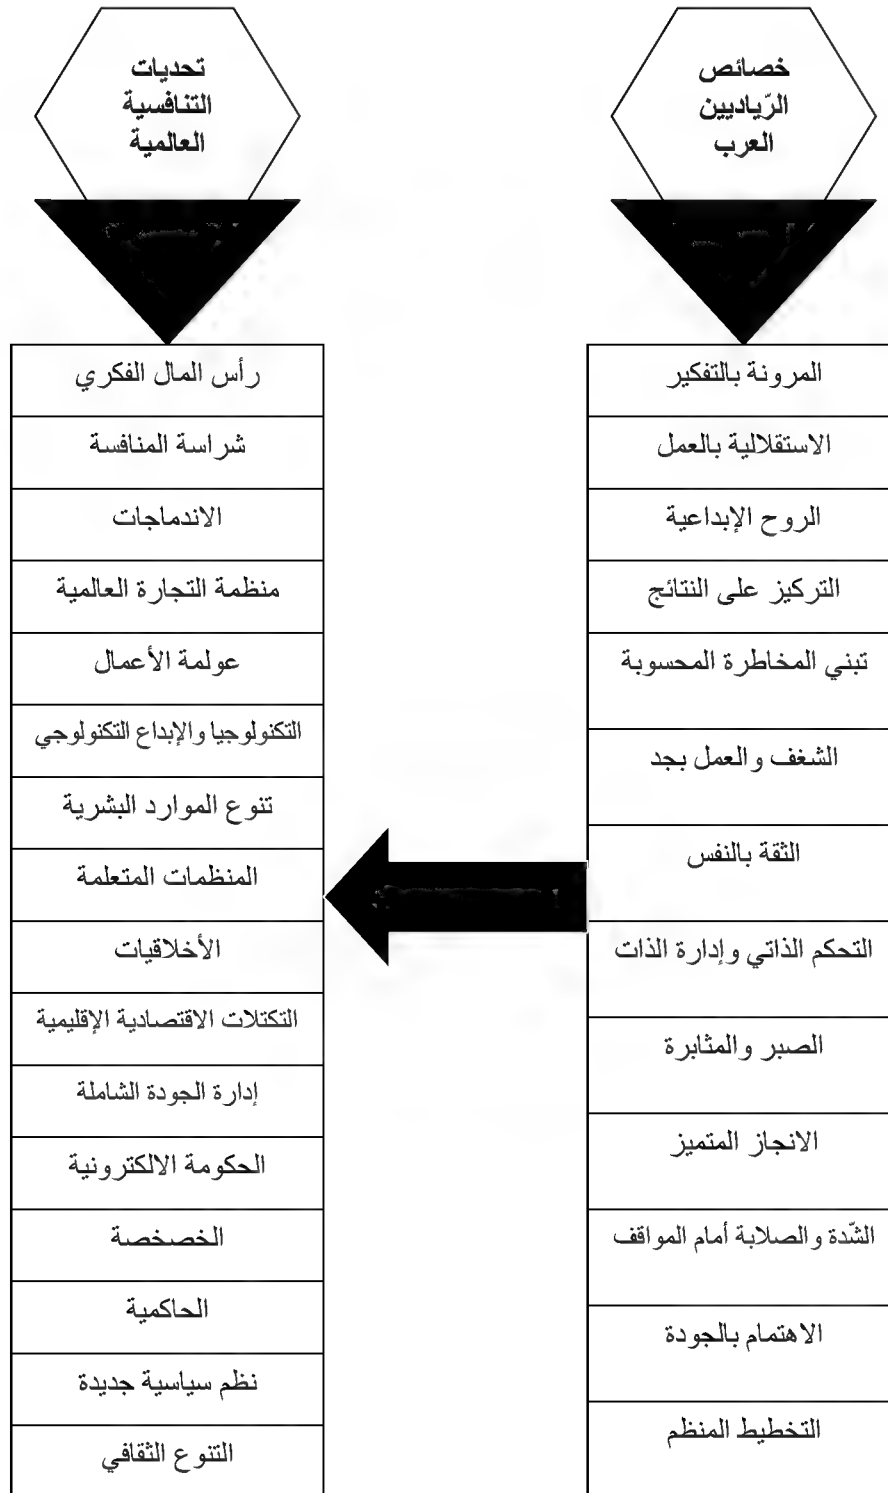 خصائص
الرّياديين
العرب
المرونة بالتفكير
الاستقلالية بالعمل
الروح الإبداعية
التركيز على النتائج
تبني المخاطرة المحسوبة
الشغف والعمل بجد
الثقة بالنفس
التحكم الذاتي وإدارة الذات
الصبر والمثابرة
الانجاز المتميز
الشّدة والصلابة أمام المواقف
الاهتمام بالجودة
التخطيط المنظم
تحديات
التنافسية
العالمية
رأس المال الفكري
شراسة المنافسة
الاندماجات
منظمة التجارة العالمية
عولمة الأعمال
التكنولوجيا والإبداع التكنولوجي
تنوع الموارد البشرية
المنظمات المتعلمة
الأخلاقيات
التكتلات الاقتصادية الإقليمية
إدارة الجودة الشاملة
الحكومة الالكترونية
الخصخصة
الحاكمية
نظم سياسية جديدة
التنوع الثقافي